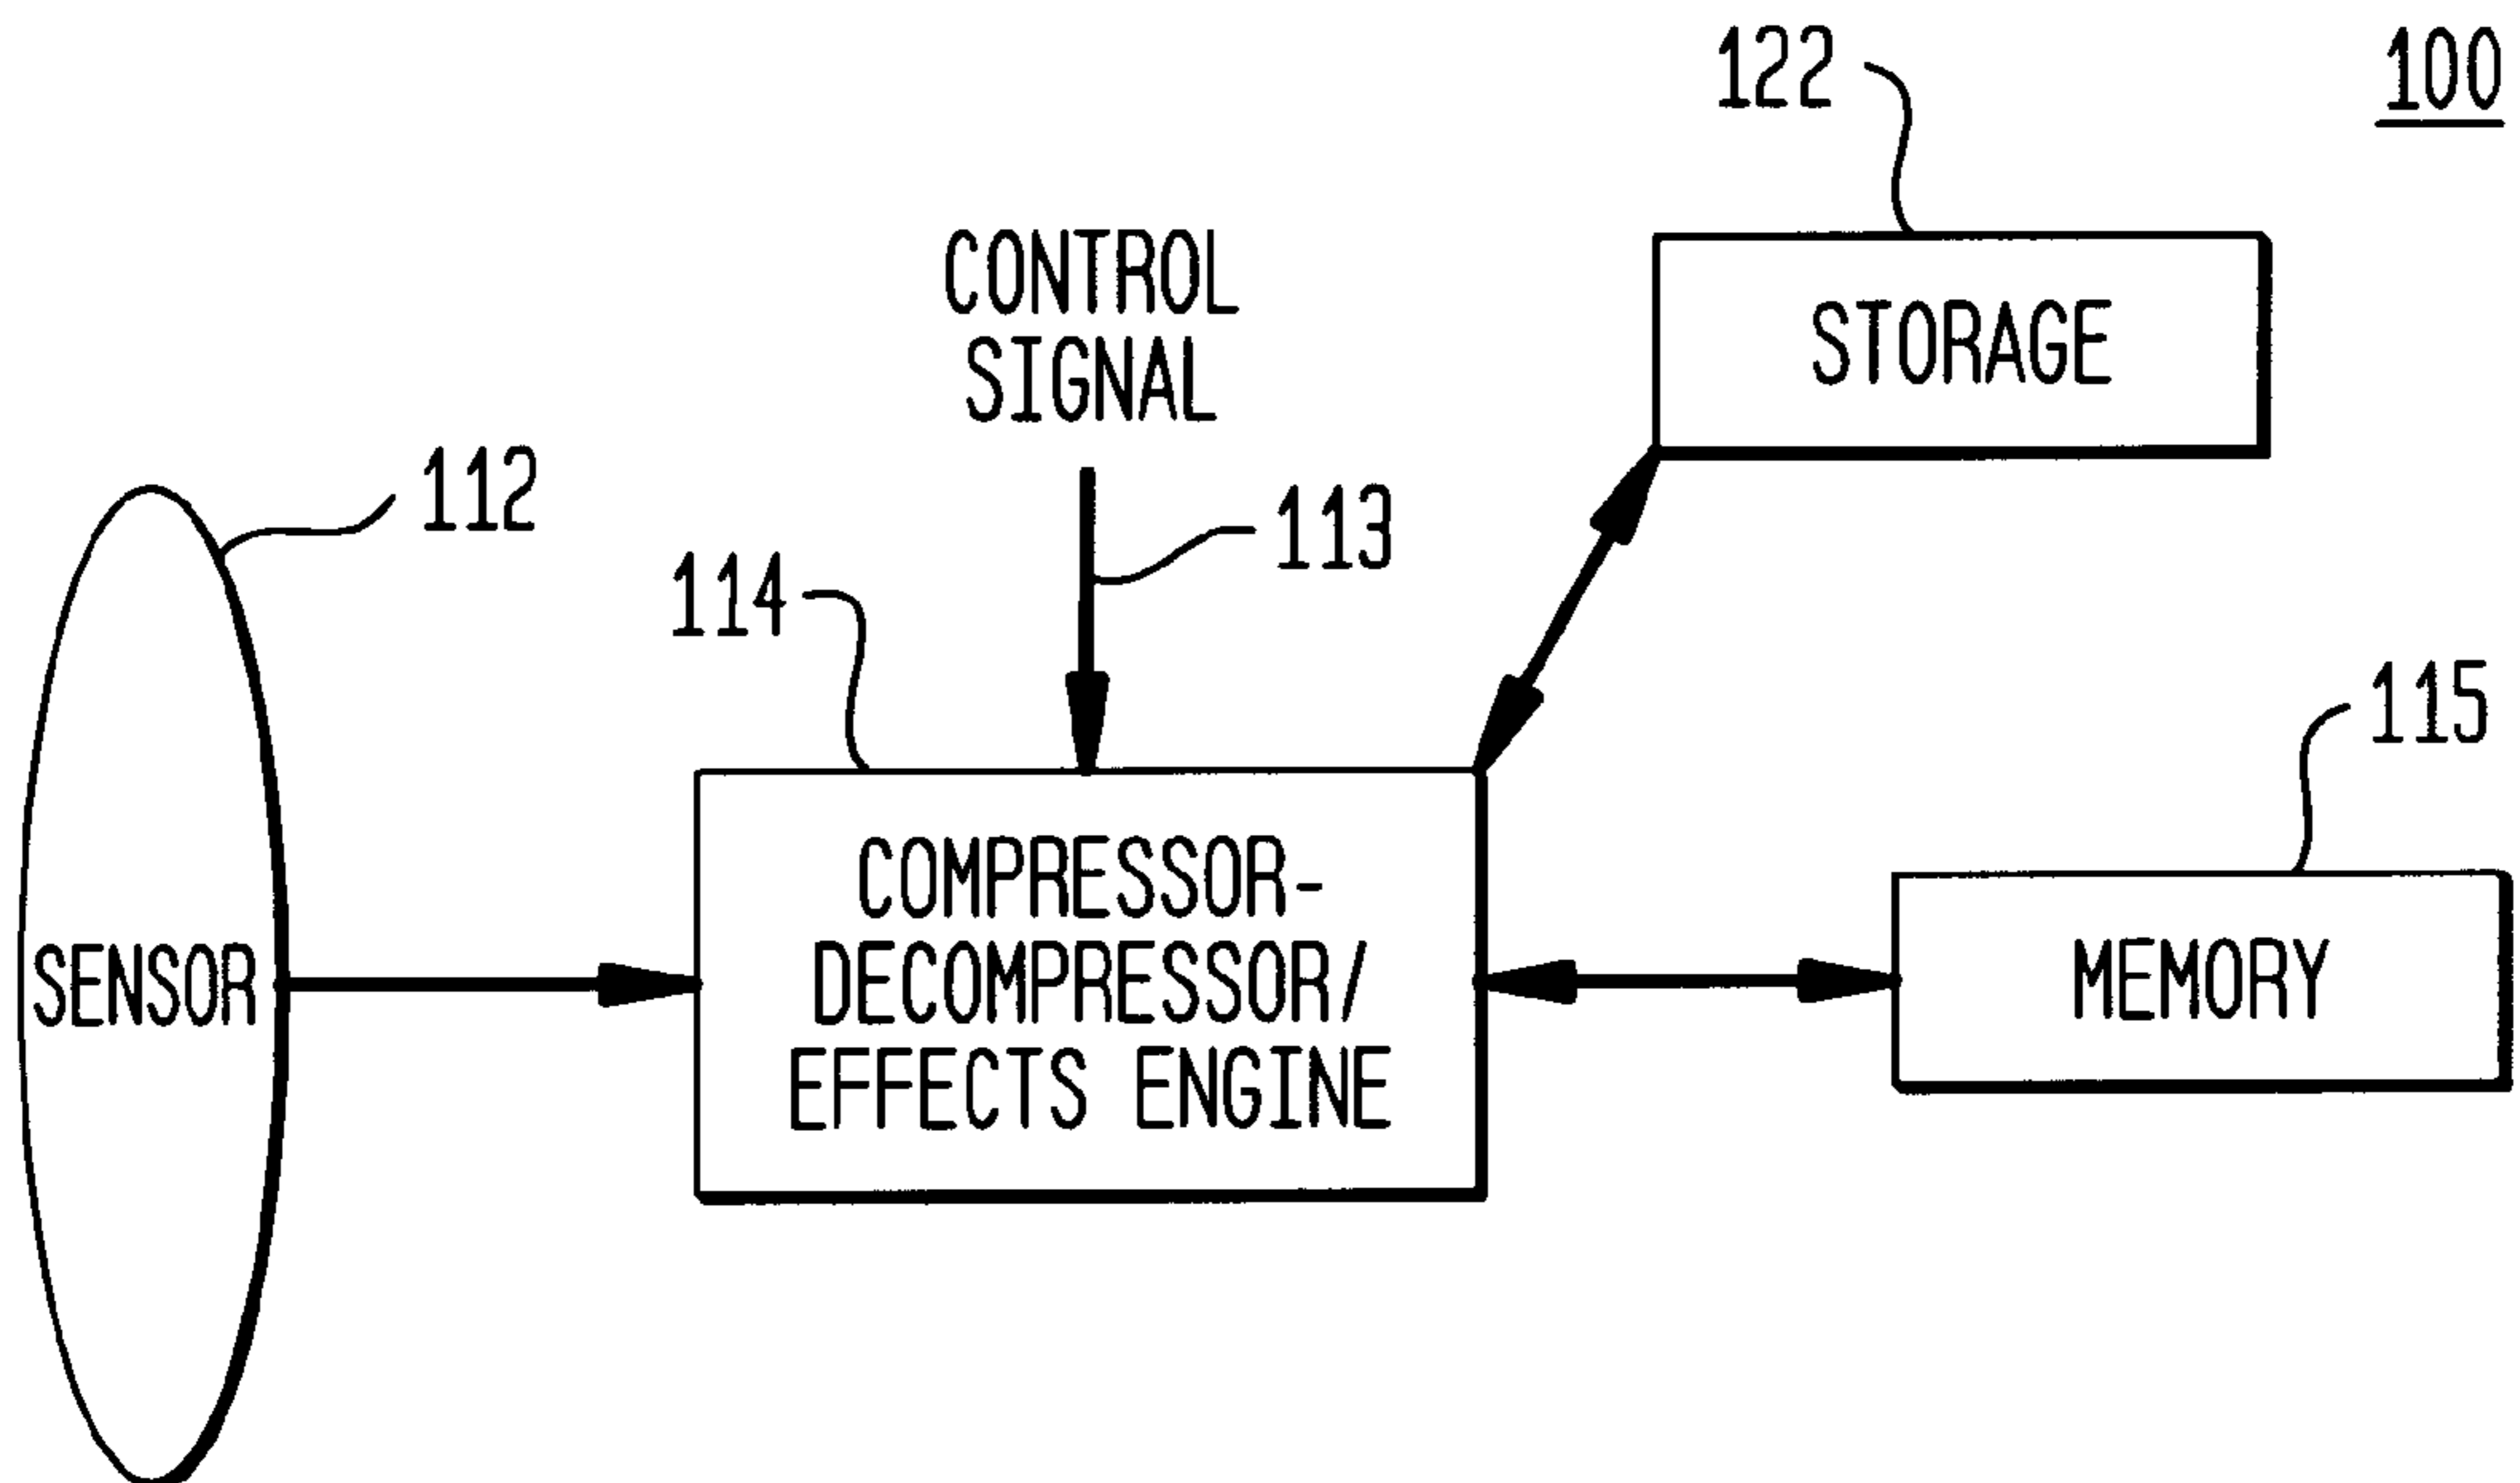 100
122
STORAGE
CONTROL
SIGNAL
112
113
114
115
COMPRESSOR-
DECOMPRESSOR/
EFFECTS ENGINE
SENSOR
MEMORY